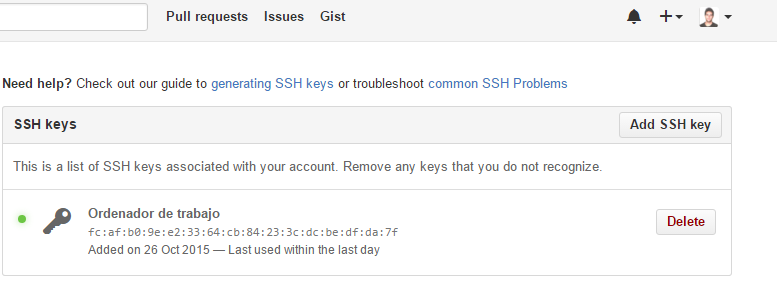 Pull requests Issues Gist
Need help? Check out our guide to generating SSH keys or troubleshoot common SSH Problems
SSH keys Add SSH key
This is a list of SSH keys associated with your account. Remove any keys that you do not recognize.
Ordenador de trabajo
fc:af:b0:9e:e2:33:64:cb:84:23:3c:dc:be:df:da:7f
Delete
Added on 26 Oct 2015 — Last used within the last day